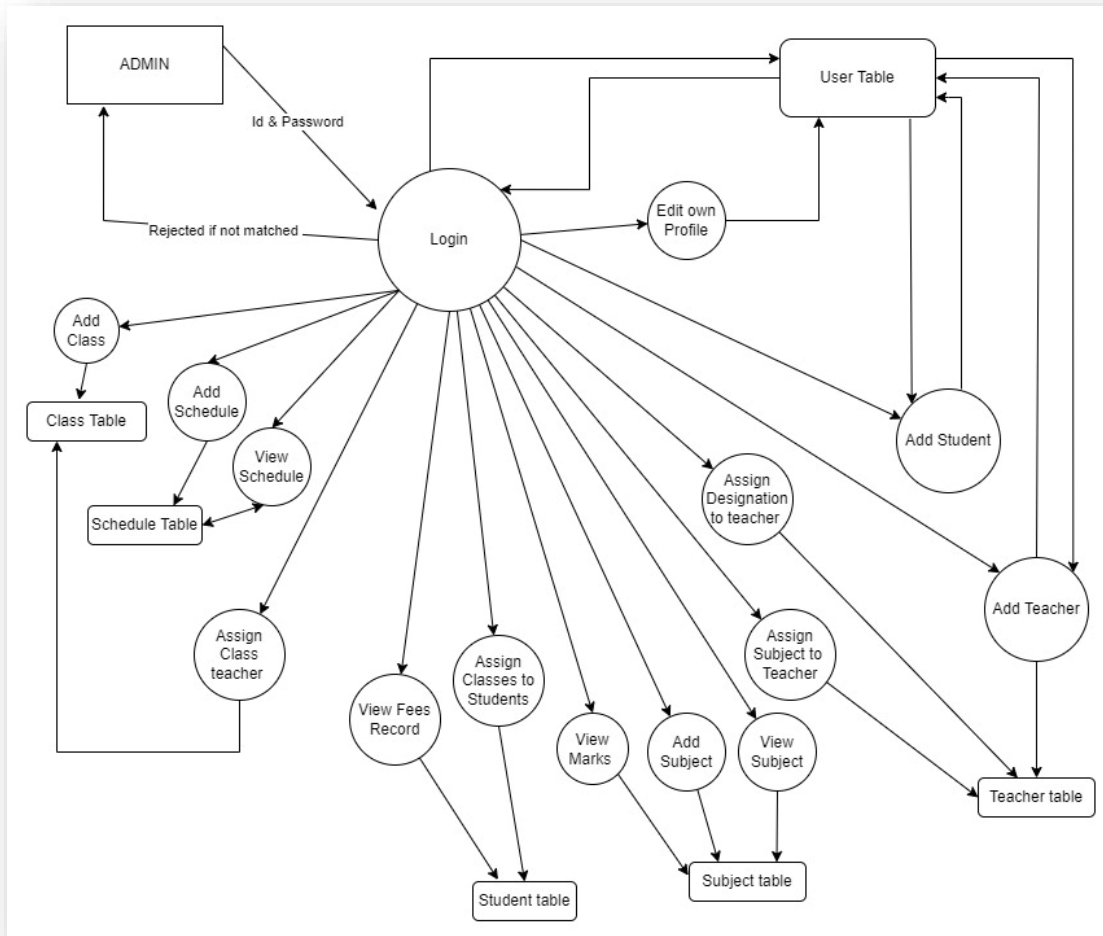 ADMIN
User Table
Id & Password
Edit own
Profile
Rejected if not matched
Login
Add
Class
Add
Schedule
Class Table
Add Student
View
Schedule
Assign
Designation
to teacher
Schedule Table
Add Teacher
Assign
Class
teacher
Assign
Subject to
Teacher
Assign
Classes to
Students
View Fees
Record
View
Marks
Add
Subject
View
Subject
Teacher table
Subject table
Student table